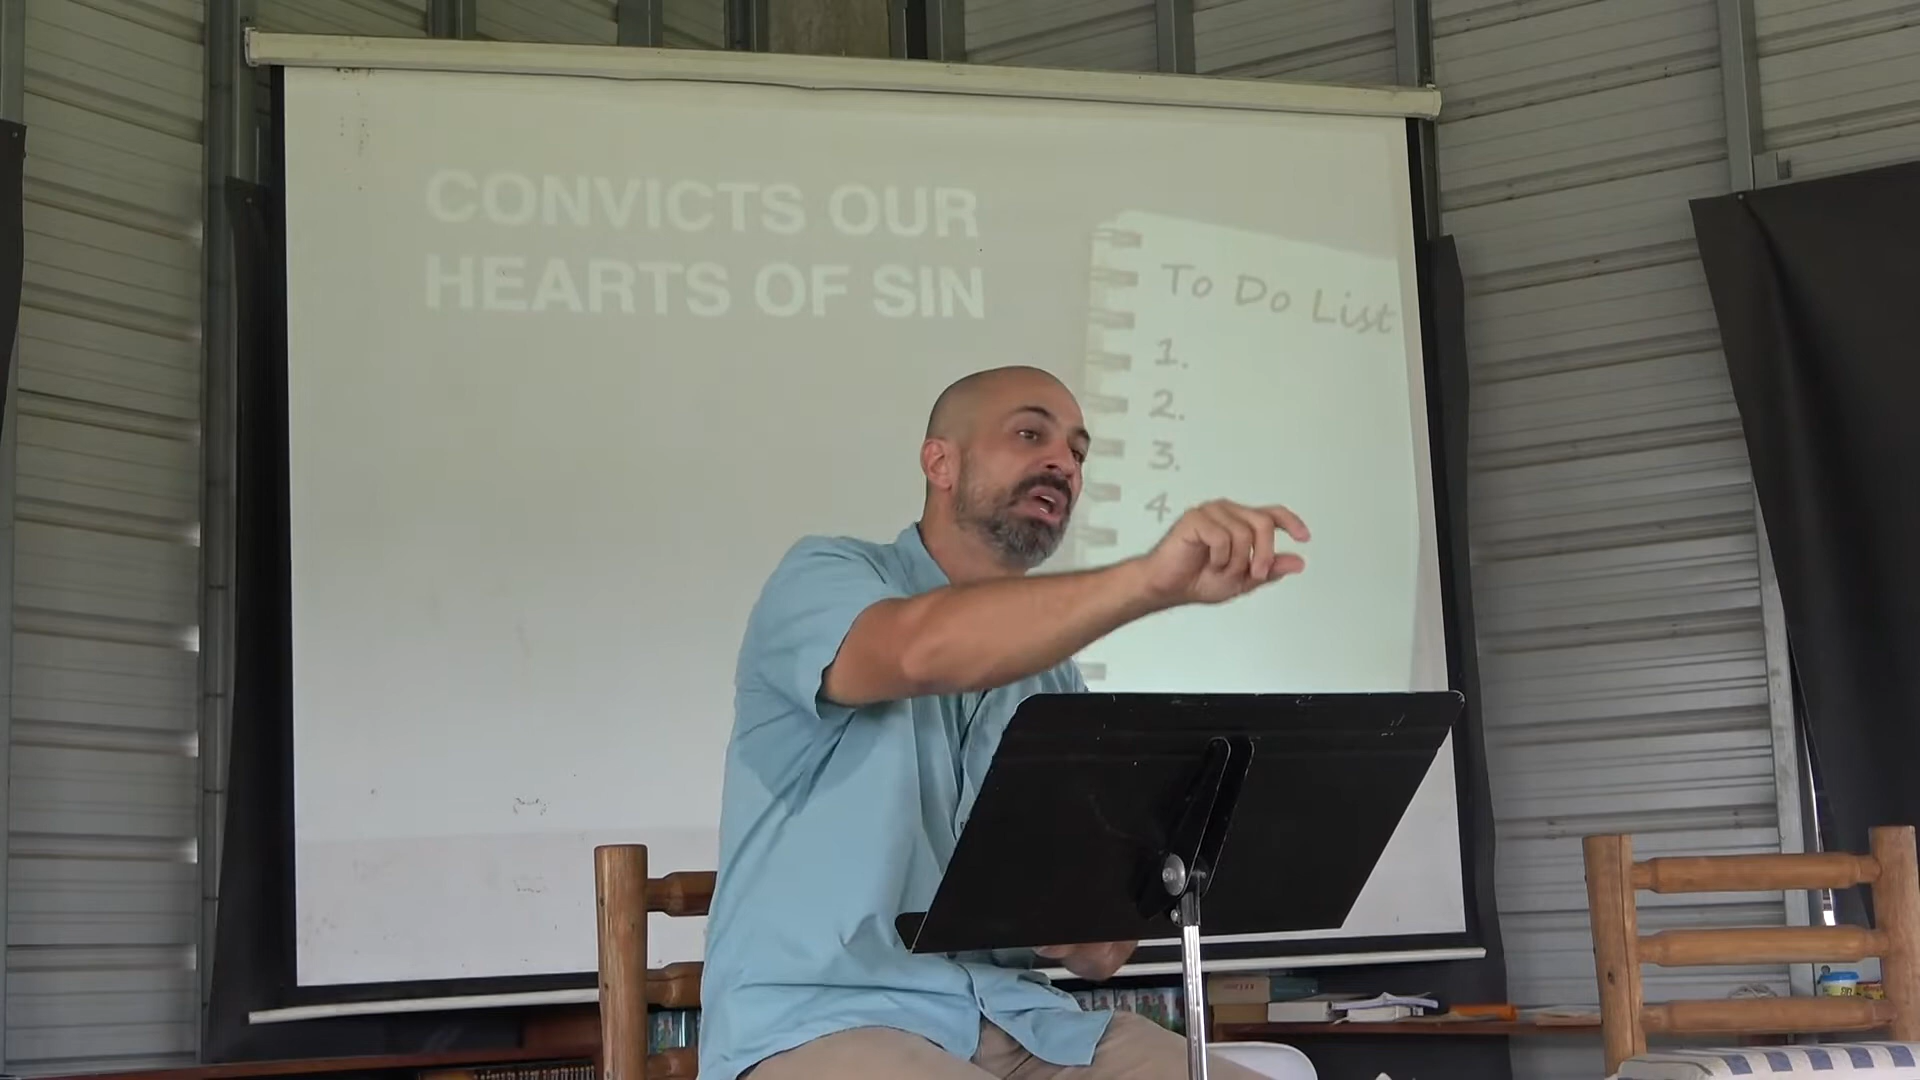 CONVICTS OUR
HEARTS OF SIN
To Do List
1.
2.
3.
4